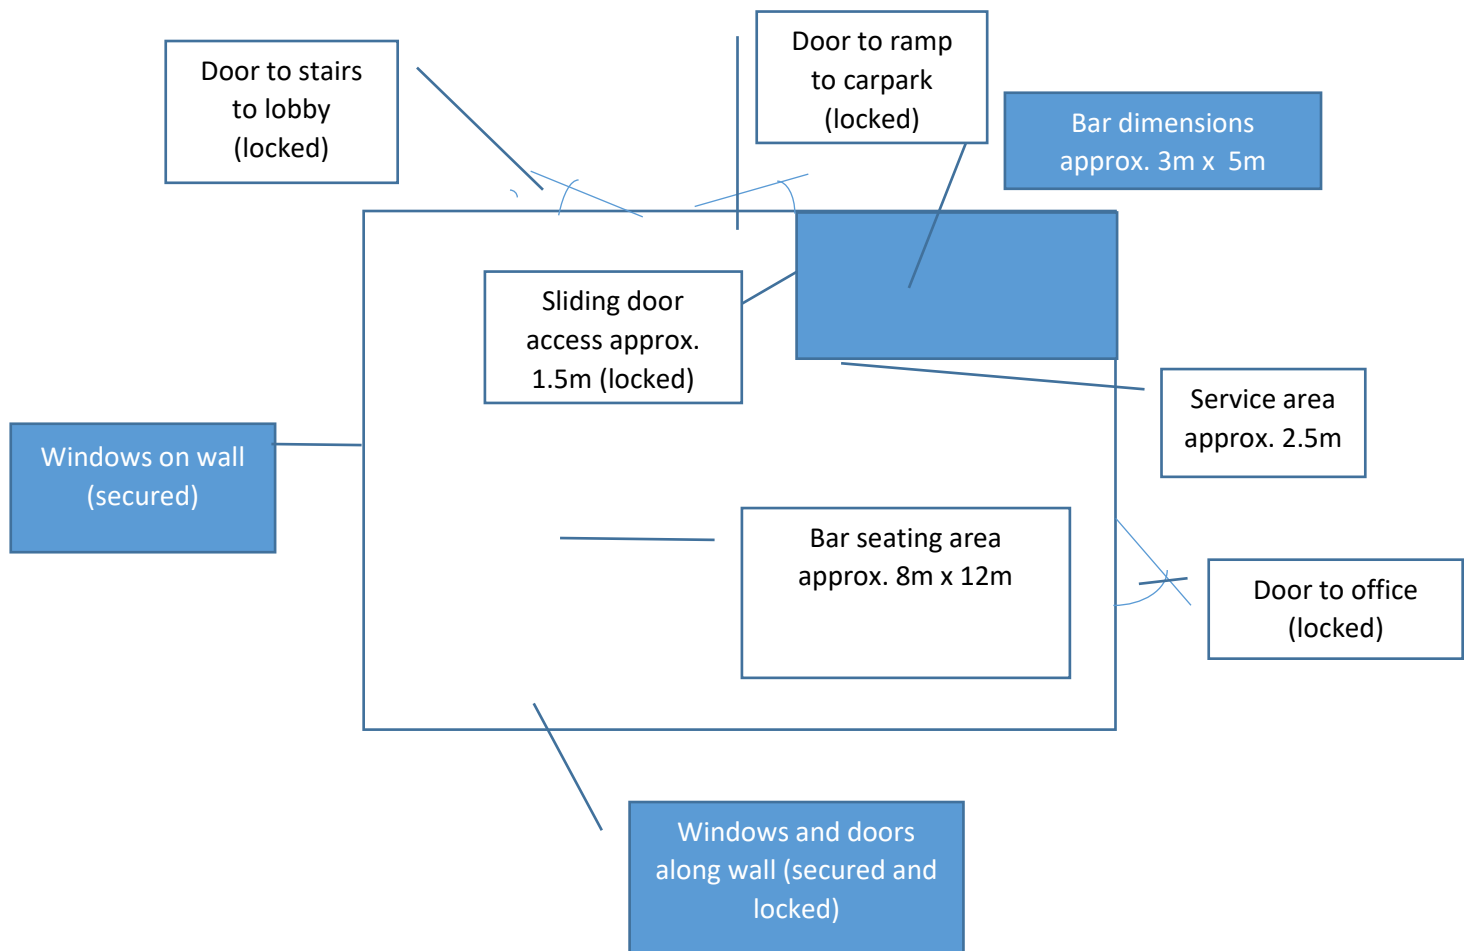 Door to stairs
to lobby
(locked)
Door to ramp
to carpark
(locked)
Bar dimensions
approx. 3m x  5m
Sliding door
access approx.
1.5m (locked)
Service area
approx. 2.5m
Windows on wall
(secured)
Bar seating area
approx. 8m x 12m
Door to office
(locked)
Windows and doors
along wall (secured and
locked)